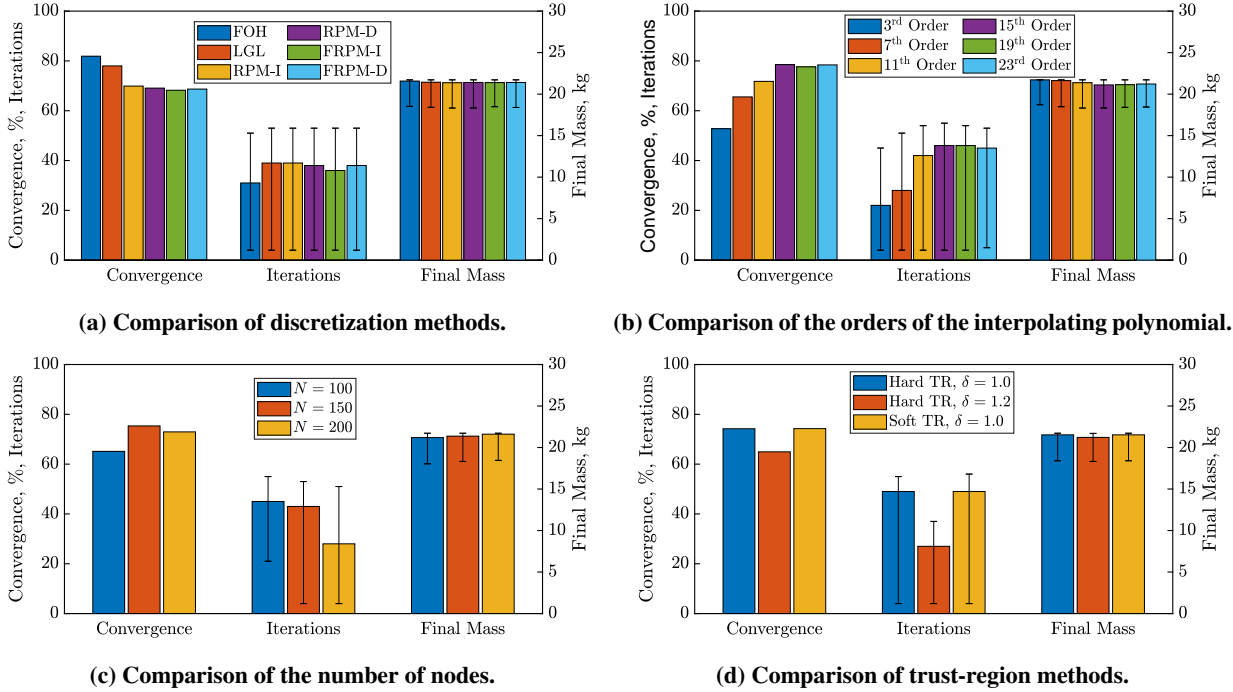 FOH
LGL
RPM-I
RPM-D
FRPM-I
FRPM-D
100
80
60
40
20
0
30
25
20
15
10
5
0
Convergence, %, Iterations
Final Mass, kg
Convergence
Iterations
Final Mass
(a) Comparison of discretization methods.
3rd Order
7th Order
11th Order
15th Order
19th Order
23rd Order
100
80
60
40
20
0
30
25
20
15
10
5
0
Convergence, %, Iterations
Final Mass, kg
Convergence
Iterations
Final Mass
(b) Comparison of the orders of the interpolating polynomial.
N = 100
N = 150
N = 200
100
80
60
40
20
0
30
25
20
15
10
5
0
Convergence, %, Iterations
Final Mass, kg
Convergence
Iterations
Final Mass
(c) Comparison of the number of nodes.
Hard TR, δ = 1.0
Hard TR, δ = 1.2
Soft TR, δ = 1.0
100
80
60
40
20
0
30
25
20
15
10
5
0
Convergence, %, Iterations
Final Mass, kg
Convergence
Iterations
Final Mass
(d) Comparison of trust-region methods.